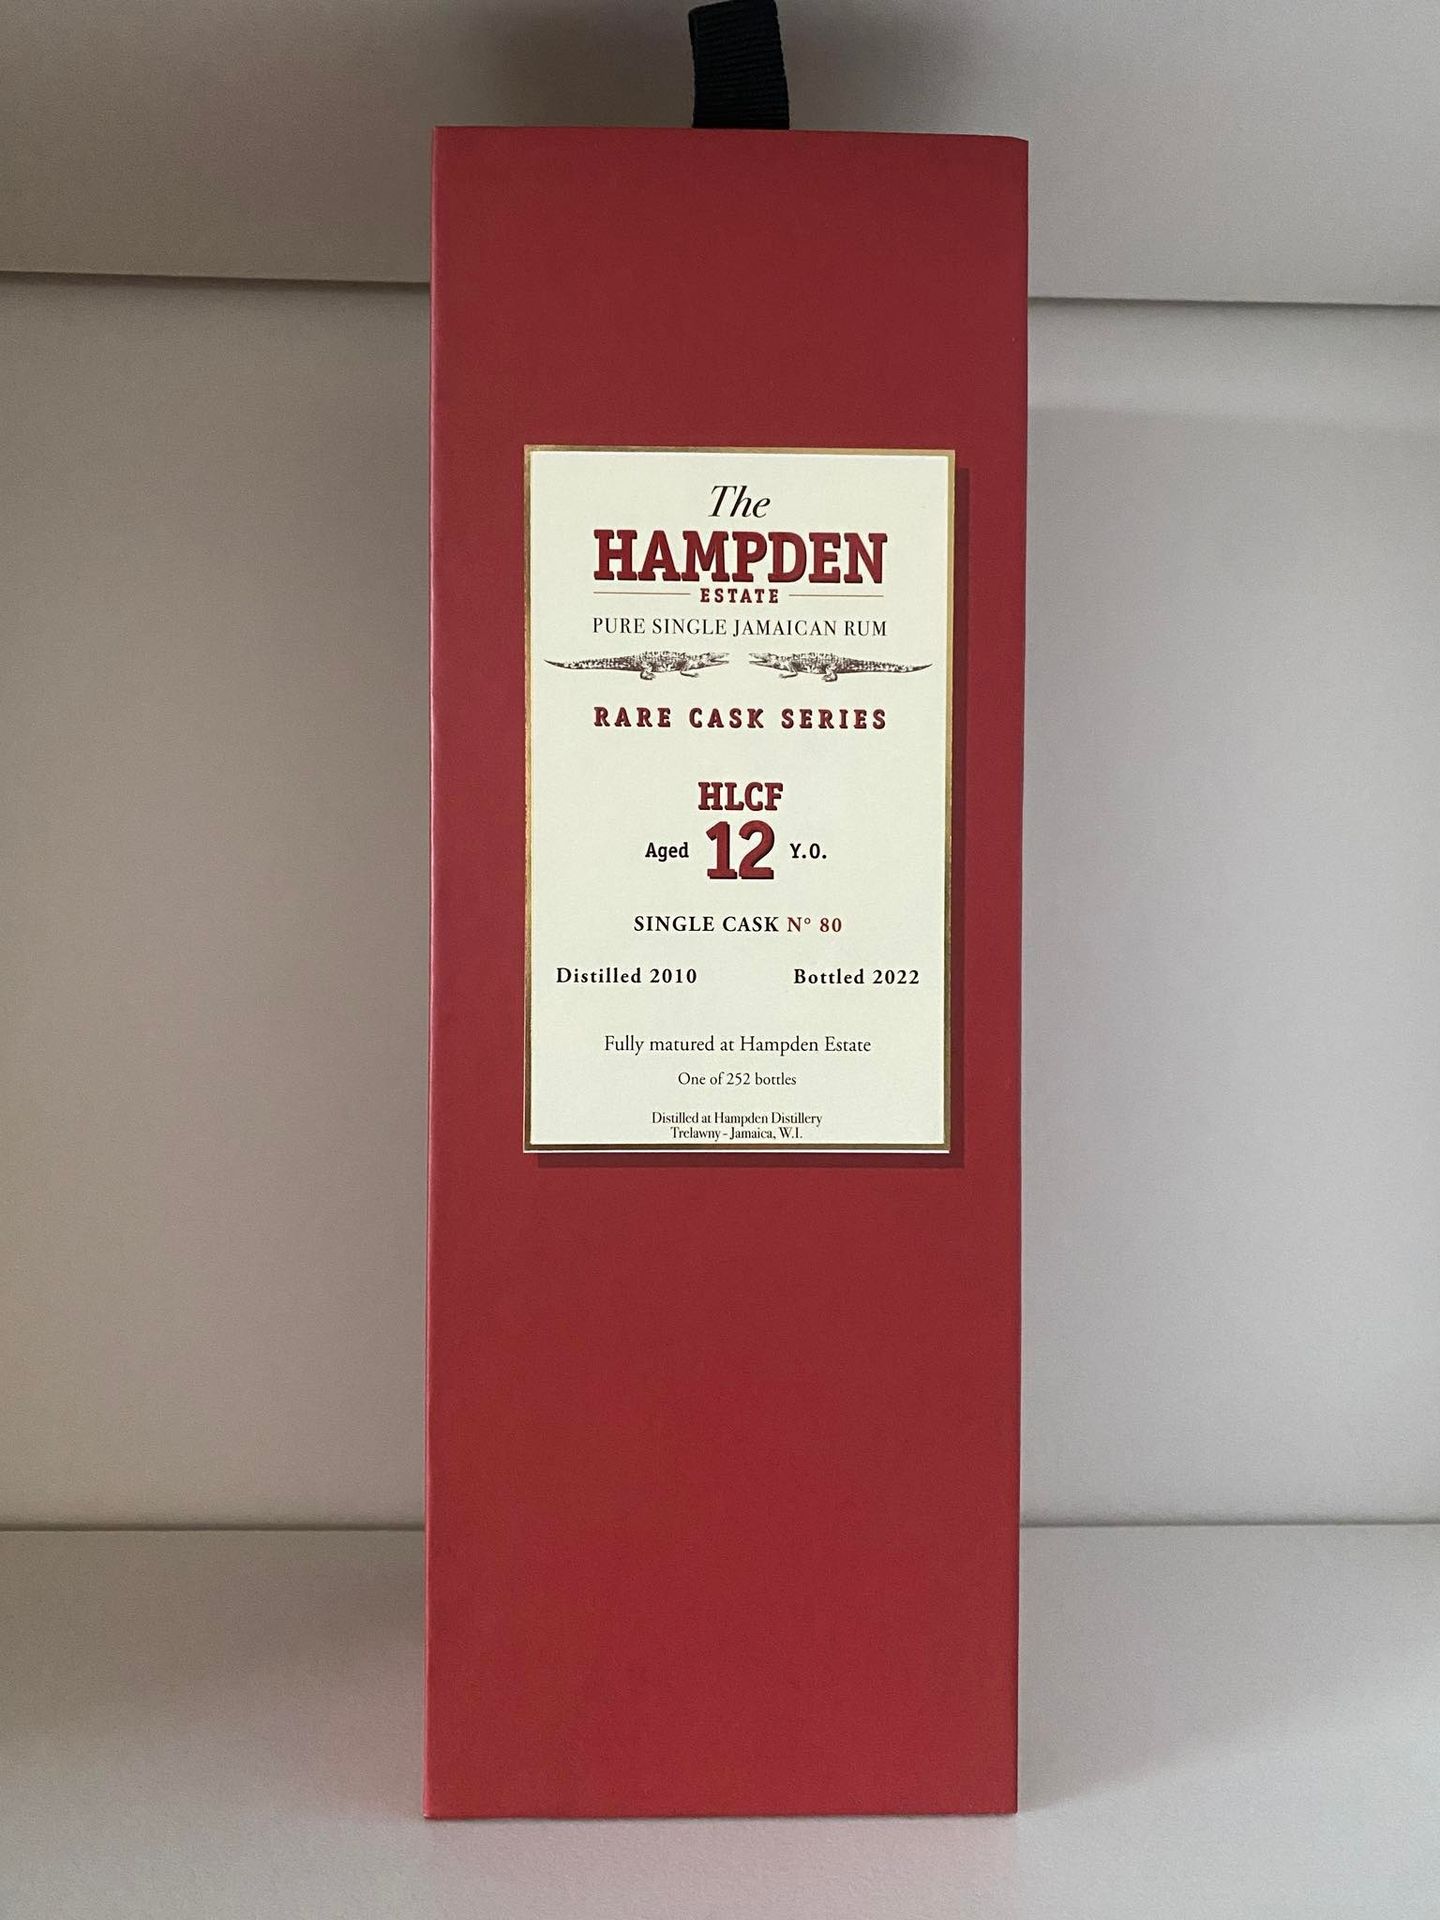 The
HAMPDEN
ESTATE
PURE SINGLE JAMAICAN RUM
RARE CASK SERIES
HLCF
Aged 12 Y.O.
SINGLE CASK N° 80
Distilled 2010 Bottled 2022
Fully matured at Hampden Estate
One of 252 bottles
Distilled at Hampden Distillery
Trelawny - Jamaica, W.I.